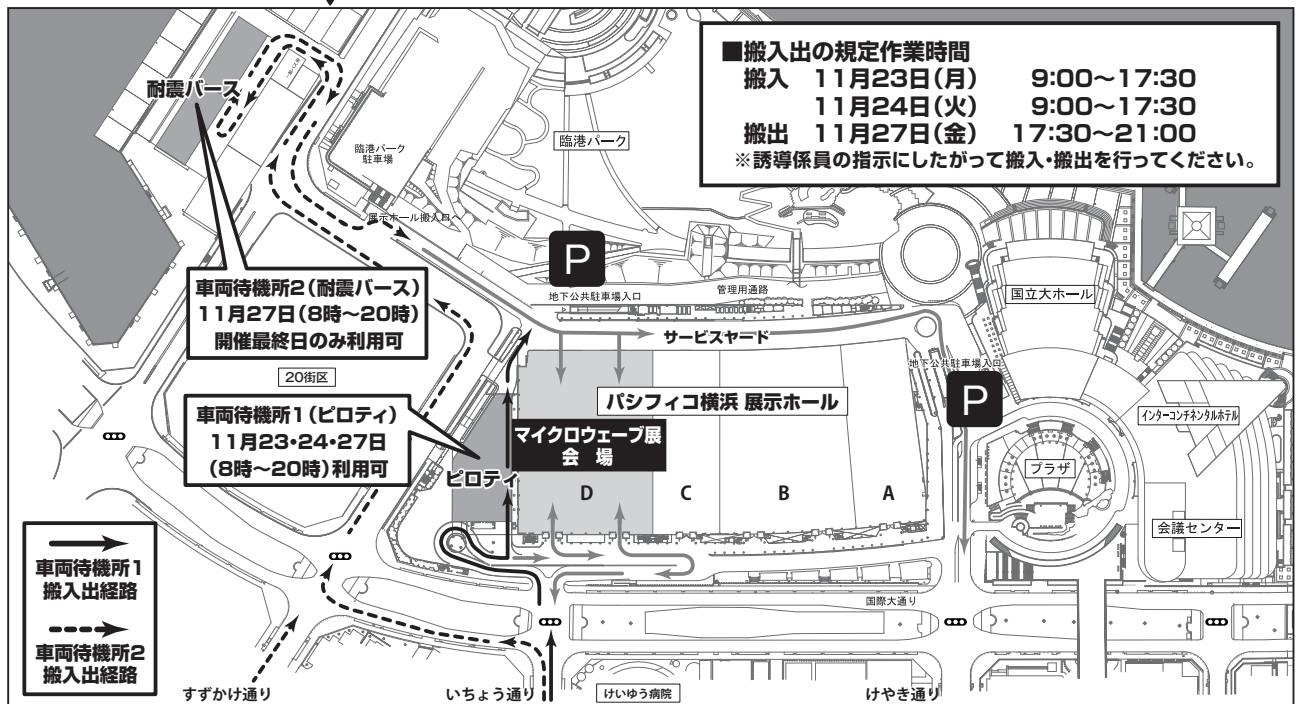 ■搬入出の規定作業時間
搬入 11月23日(月) 9:00～17:30
11月24日(火) 9:00～17:30
搬出 11月27日(金) 17:30～21:00
※誘導係員の指示にしたがって搬入・搬出を行ってください。
耐震バース
臨港パーク
駐車場
臨港パーク
展示ホール搬入口へ
P
地下公共駐車場入口
管理用通路
国立大ホール
車両待機所2(耐震バース)
11月27日(8時～20時)
開催最終日のみ利用可
サービスヤード
地下公共駐車場入口
P
20街区
パシフィコ横浜 展示ホール
インターコンチネンタルホテル
車両待機所1(ピロティ)
11月23・24・27日
(8時～20時)利用可
マイクロウェーブ展
会 場
ピロティ
プラザ
D C B A
会議センター
車両待機所1
搬入出経路
車両待機所2
搬入出経路
国際大通り
すずかけ通り
いちょう通り
けいゆう病院
けやき通り